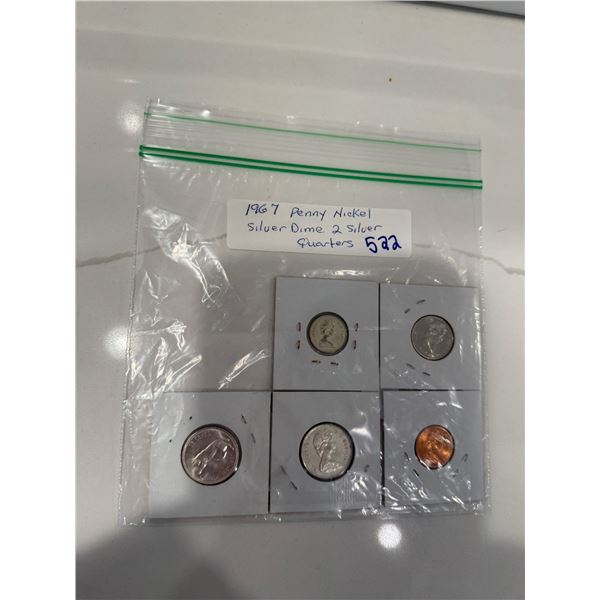 1967 Penny Nickel
Silver Dime 2 Silver
Quarters 522